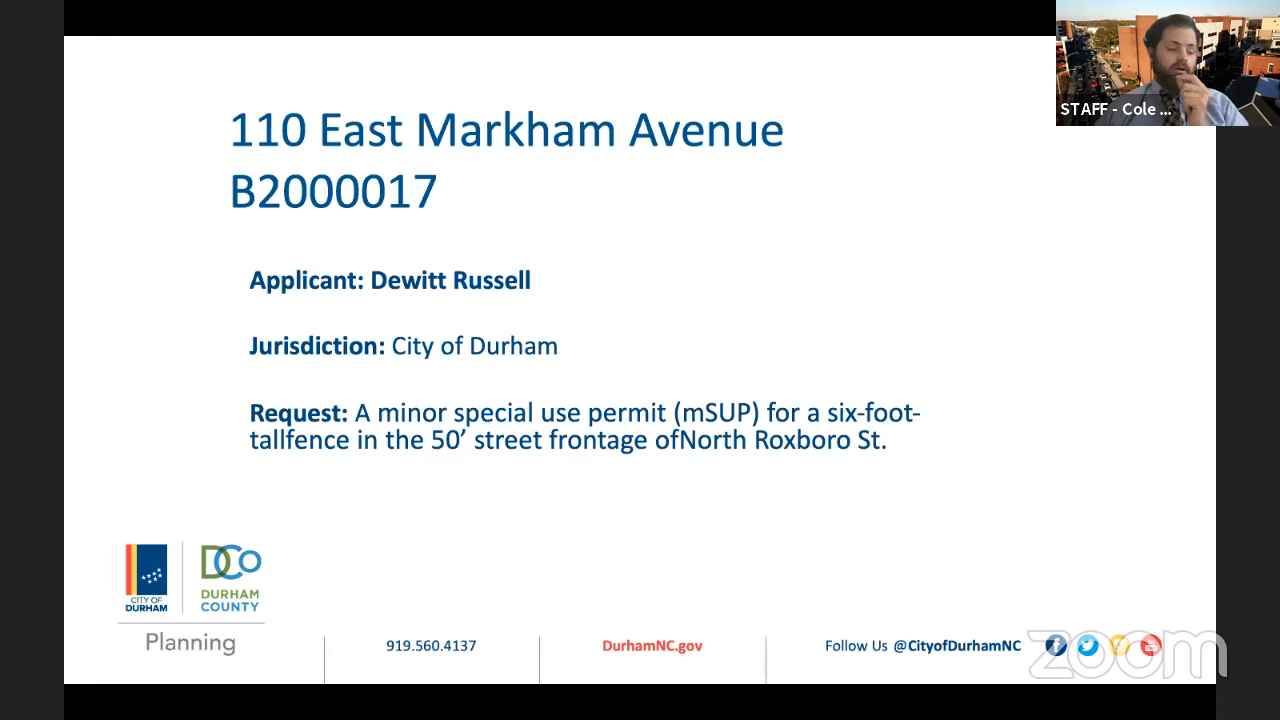 STAFF - Cole ...
110 East Markham Avenue
B2000017
Applicant: Dewitt Russell
Jurisdiction: City of Durham
Request: A minor special use permit (mSUP) for a six-foot-
tallfence in the 50’ street frontage ofNorth Roxboro St.
CITY OF
DURHAM
DCO
DURHAM
COUNTY
Planning
919.560.4137
DurhamNC.gov
Follow Us @CityofDurhamNC
zoom